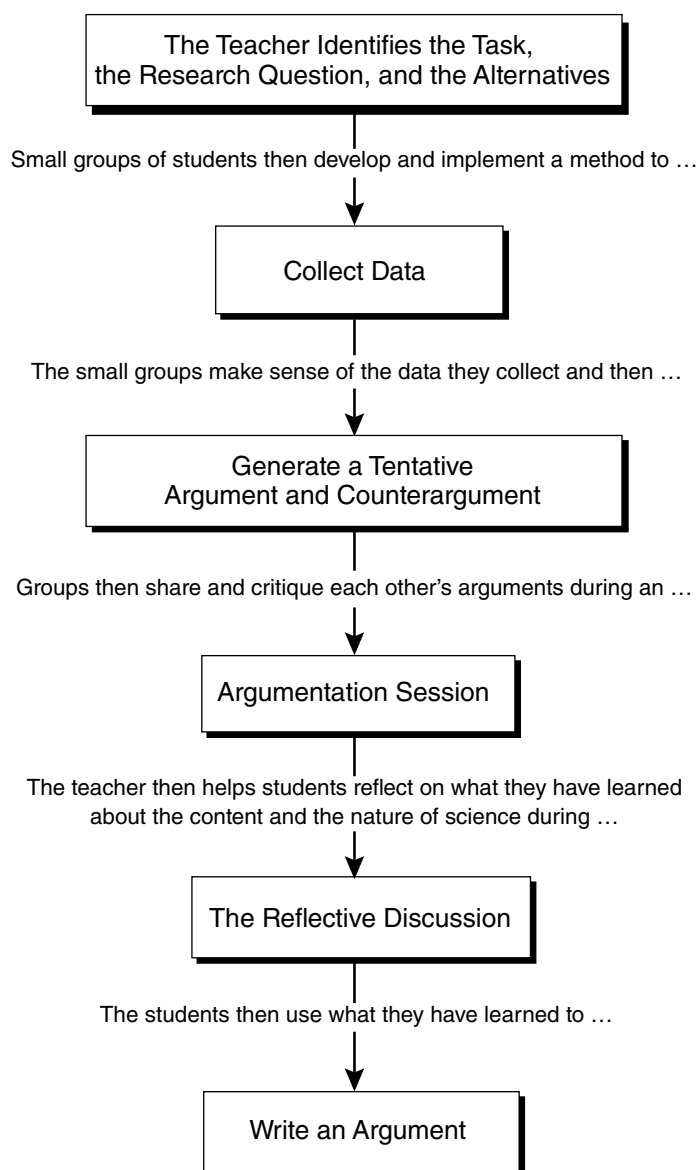 The Teacher Identifies the Task,
the Research Question, and the Alternatives
Small groups of students then develop and implement a method to …
Collect Data
The small groups make sense of the data they collect and then …
Generate a Tentative
Argument and Counterargument
Groups then share and critique each other’s arguments during an …
Argumentation Session
The teacher then helps students reflect on what they have learned
about the content and the nature of science during …
The Reflective Discussion
The students then use what they have learned to …
Write an Argument